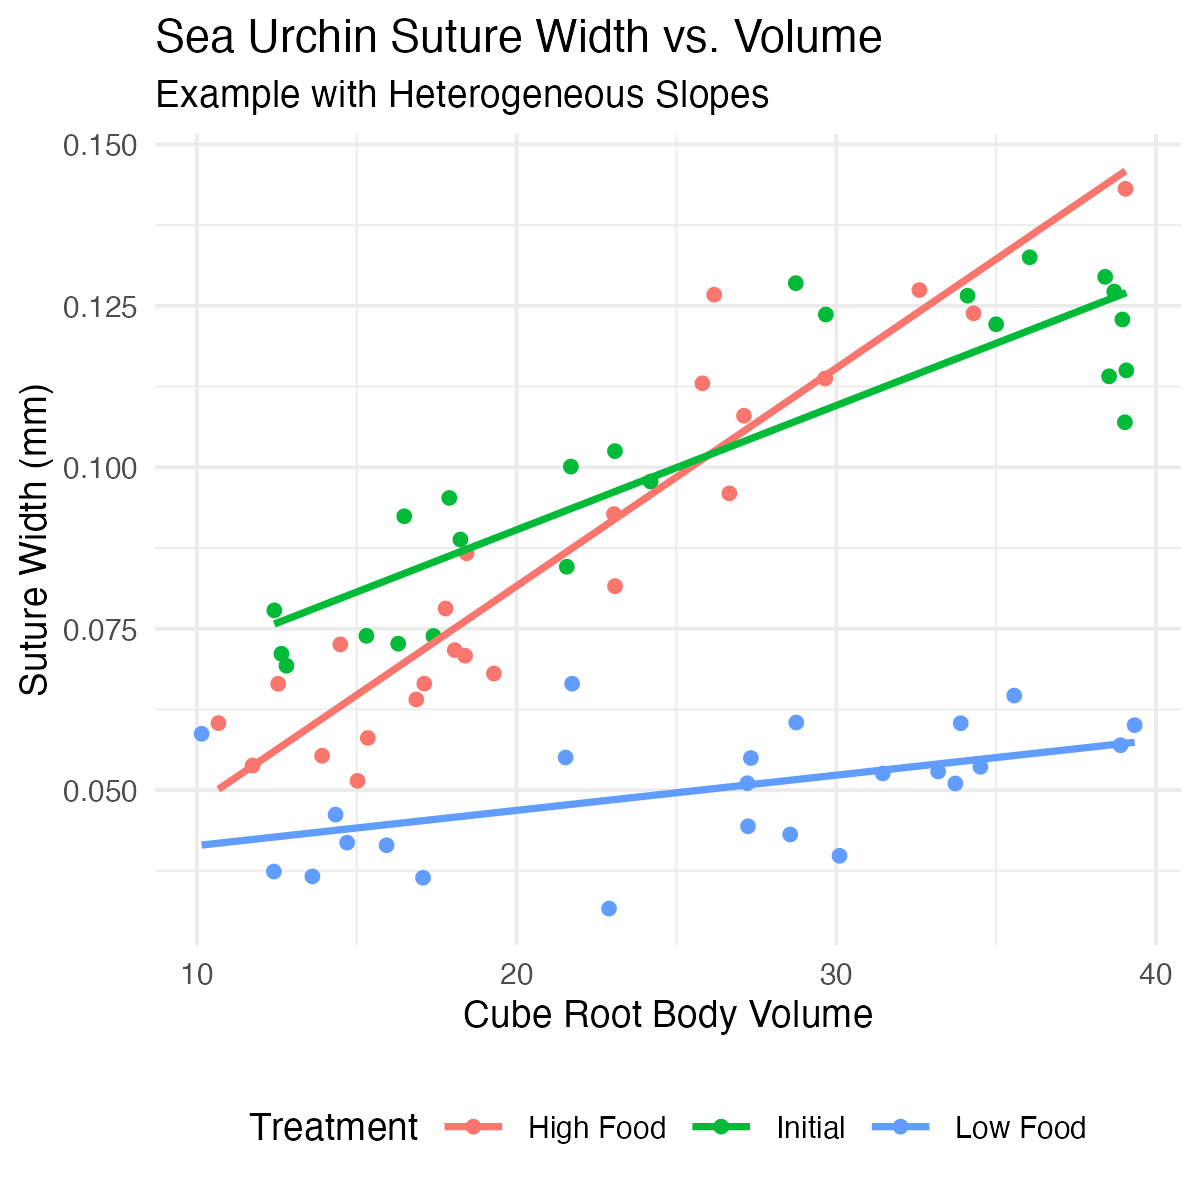 Sea Urchin Suture Width vs. Volume
Example with Heterogeneous Slopes
0.150
0.125
0.100
0.075
0.050
Suture Width (mm)
10 20 30 40
Cube Root Body Volume
Treatment High Food Initial Low Food